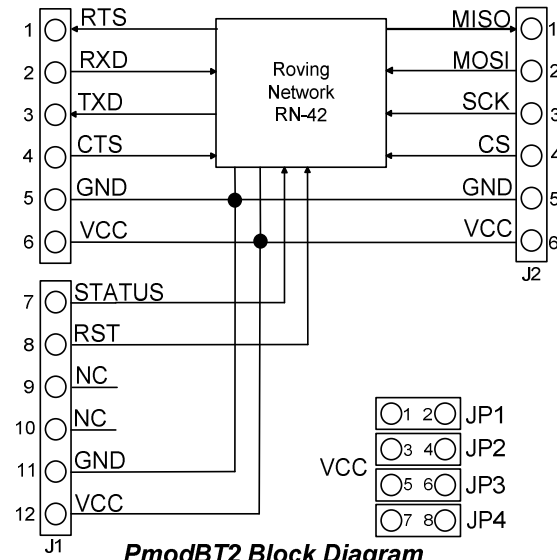 1 RTS MISO 1
2 RXD MOSI 2
Roving
Network
RN-42
3 TXD SCK 3
4 CTS CS 4
5 GND GND 5
6 VCC VCC 6
J2
7 STATUS
8 RST
9 NC
10 NC
11 GND
12 VCC
J1
1 2 JP1
3 4 JP2
VCC
5 6 JP3
7 8 JP4
PmodBT2 Block Diagram